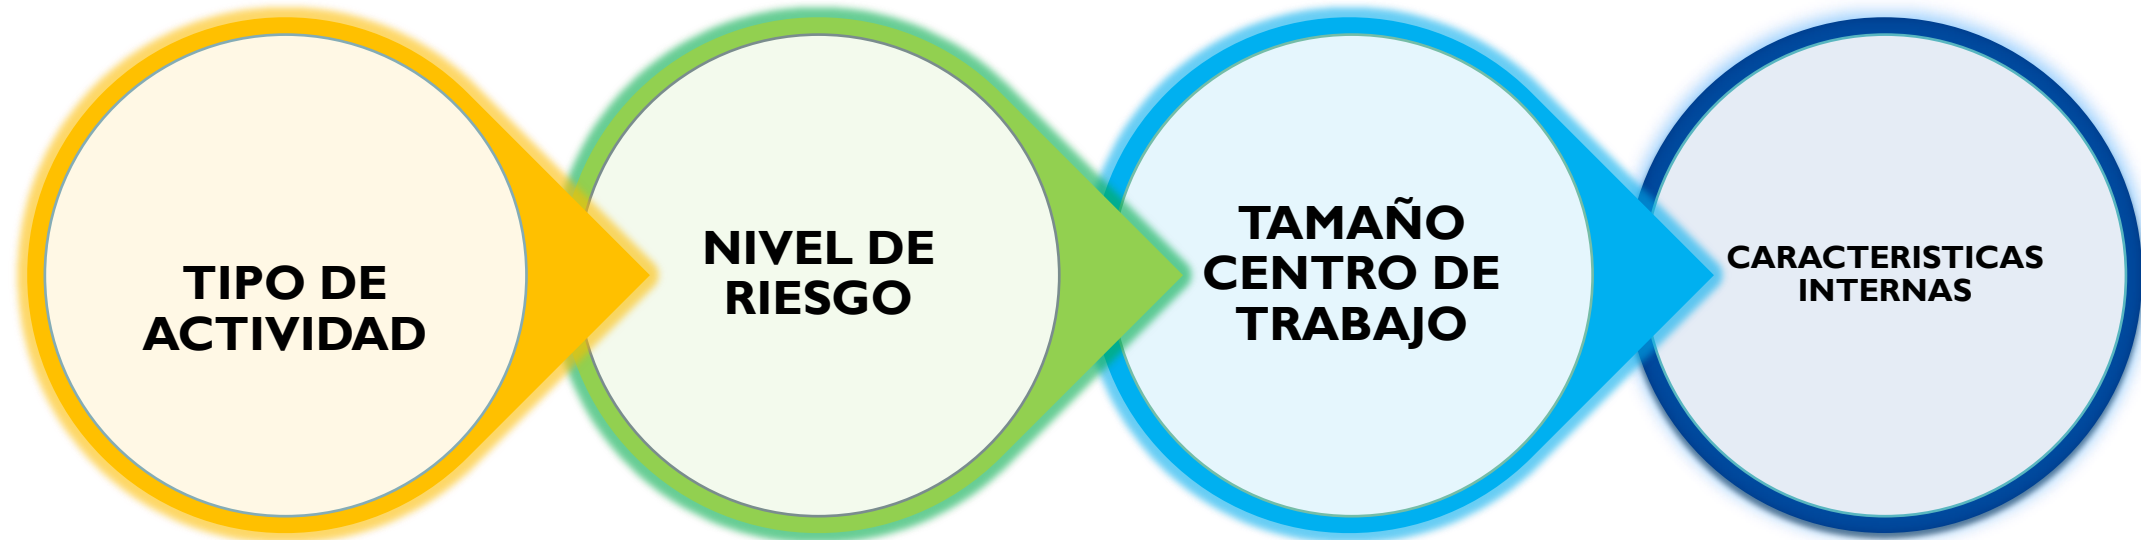 TIPO DE
ACTIVIDAD
NIVEL DE
RIESGO
TAMAÑO
CENTRO DE
TRABAJO
CARACTERISTICAS
INTERNAS